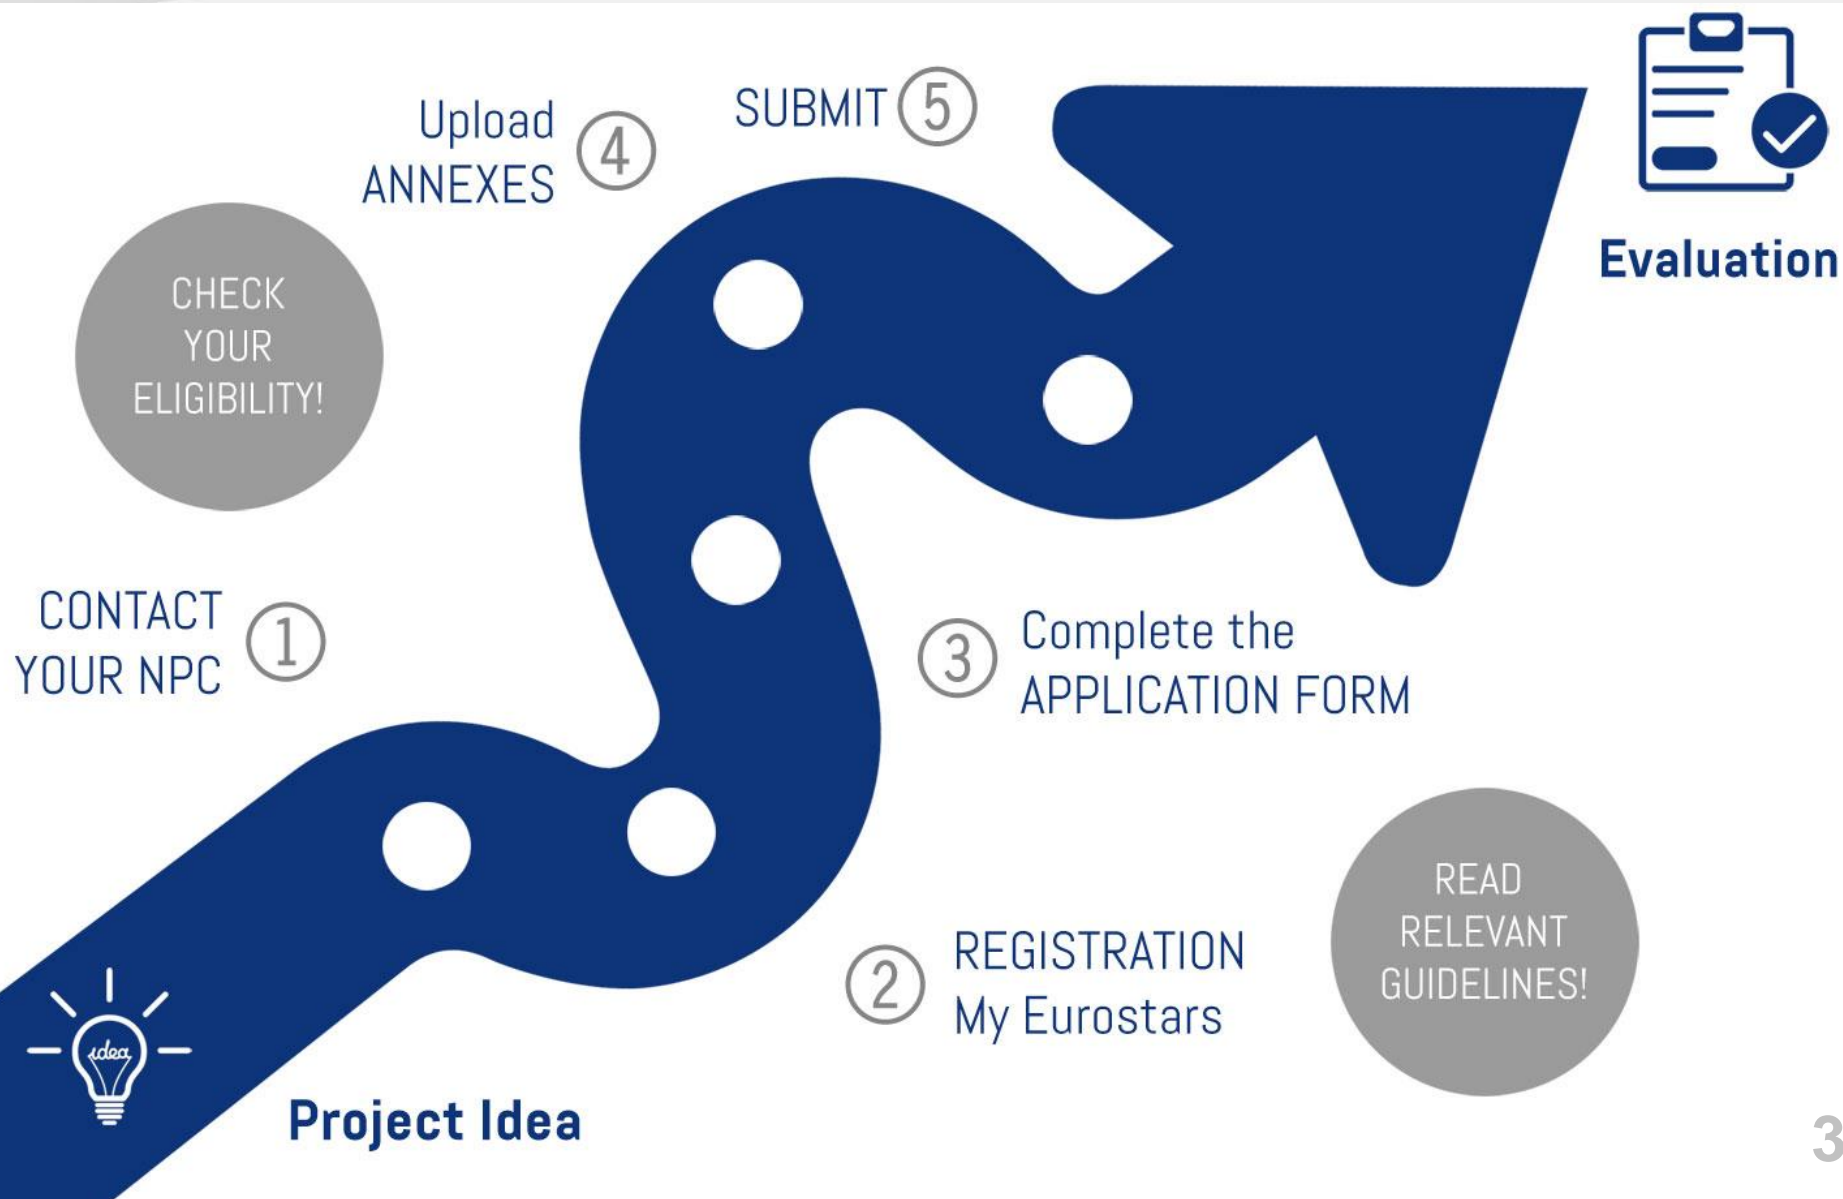 SUBMIT 5
Upload
ANNEXES
4
Evaluation
CHECK
YOUR
ELIGIBILITY!
CONTACT
YOUR NPC
1
3
Complete the
APPLICATION FORM
READ
RELEVANT
GUIDELINES!
2
REGISTRATION
My Eurostars
idea
Project Idea
3